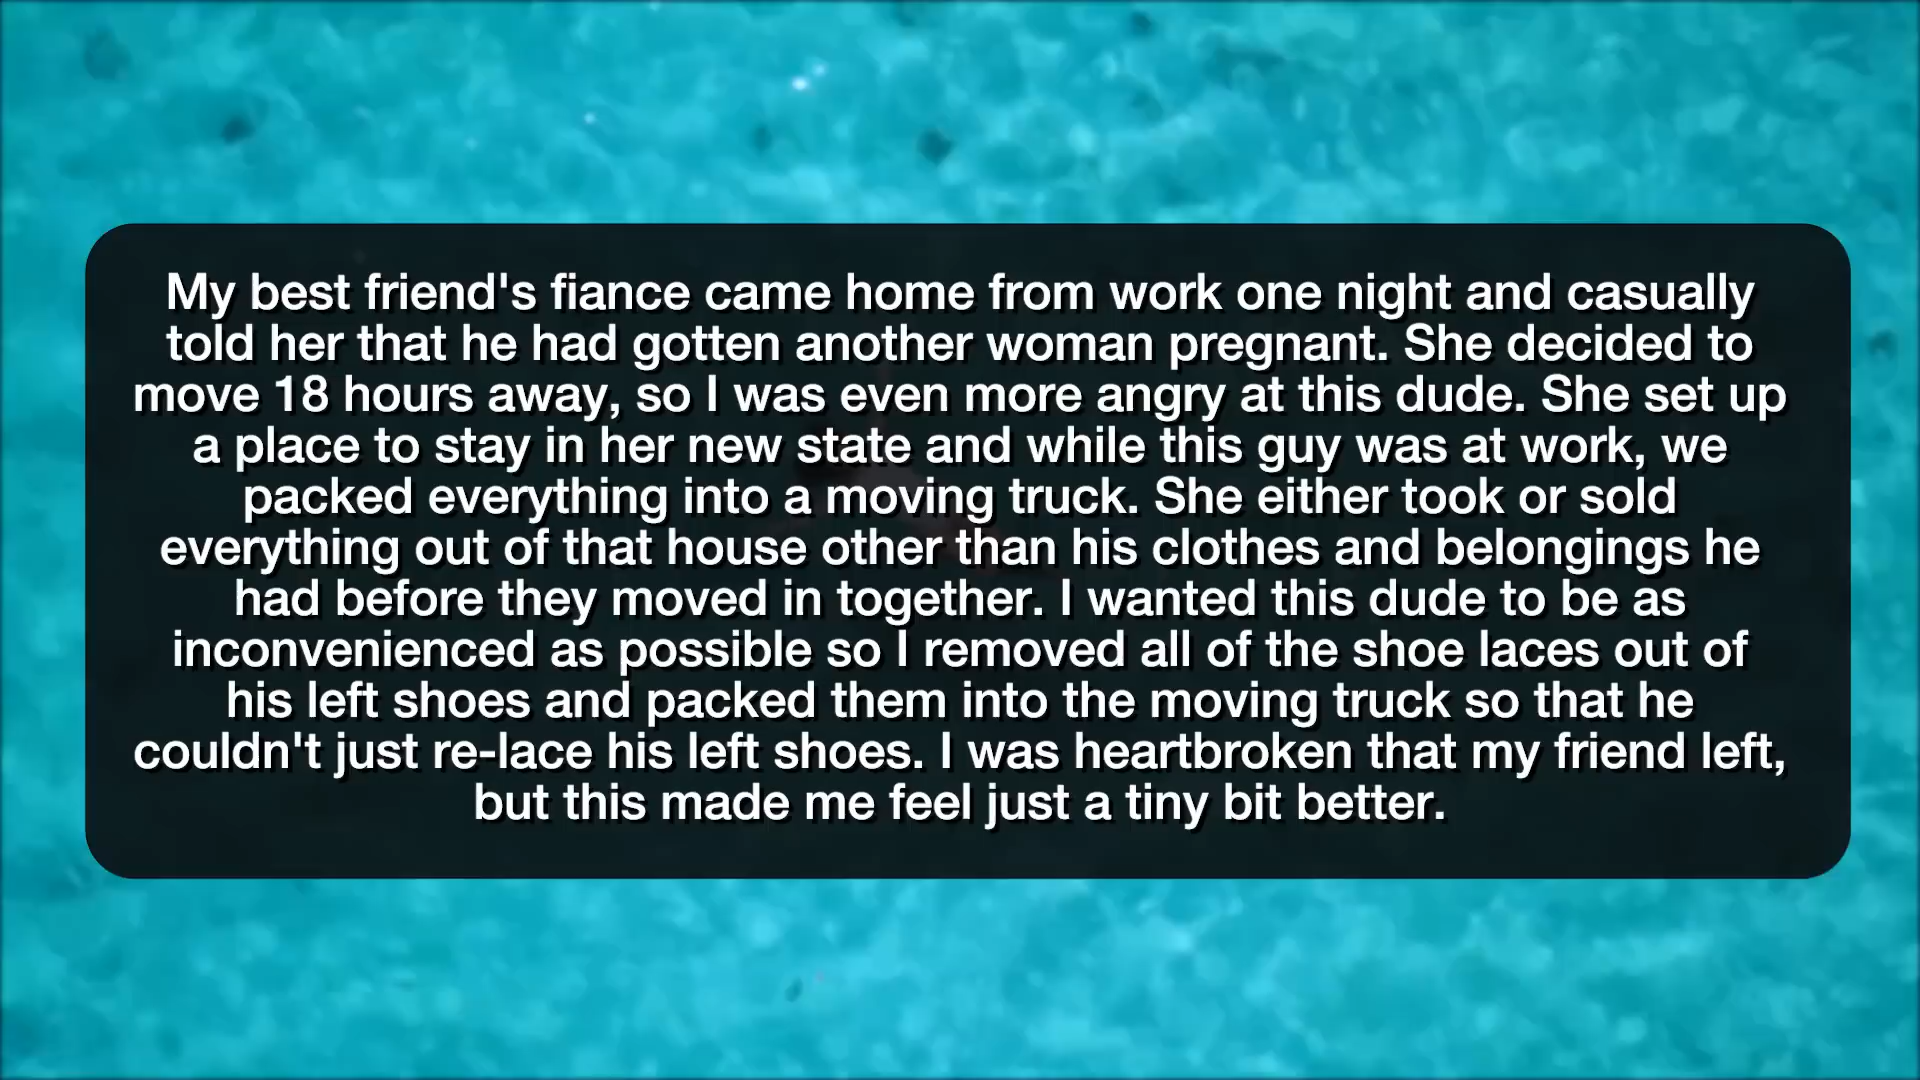 My best friend's fiance came home from work one night and casually
told her that he had gotten another woman pregnant. She decided to
move 18 hours away, so I was even more angry at this dude. She set up
a place to stay in her new state and while this guy was at work, we
packed everything into a moving truck. She either took or sold
everything out of that house other than his clothes and belongings he
had before they moved in together. I wanted this dude to be as
inconvenienced as possible so I removed all of the shoe laces out of
his left shoes and packed them into the moving truck so that he
couldn't just re-lace his left shoes. I was heartbroken that my friend left,
but this made me feel just a tiny bit better.